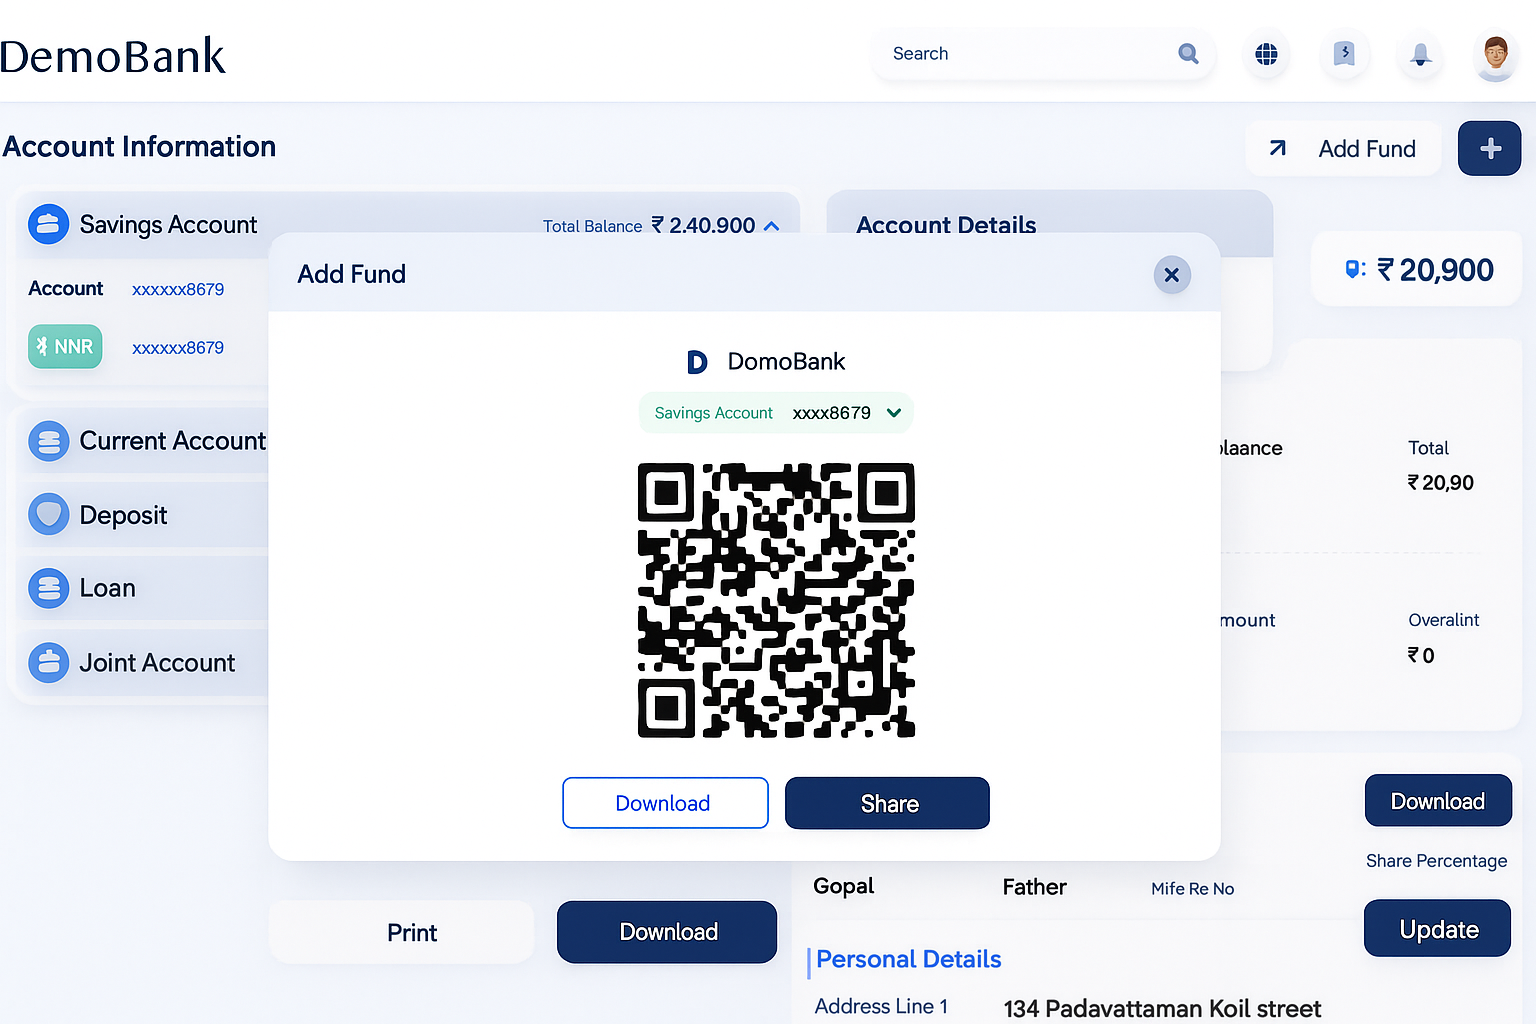 DemoBank
Search
Account Information
Add Fund
Savings Account
Total Balance ₹ 2,40,900
Account Details
Account xxxxxx8679
NNR xxxxxx8679
₹ 20,900
Current Account
Deposit
Loan
Joint Account
Add Fund
D DomoBank
Savings Account xxxx8679
Download
Share
blaance
Total
₹ 20,90
mount
Overalint
₹ 0
Download
Share Percentage
Gopal Father Mife Re No
Update
Print
Download
Personal Details
Address Line 1 134 Padavattaman Koil street